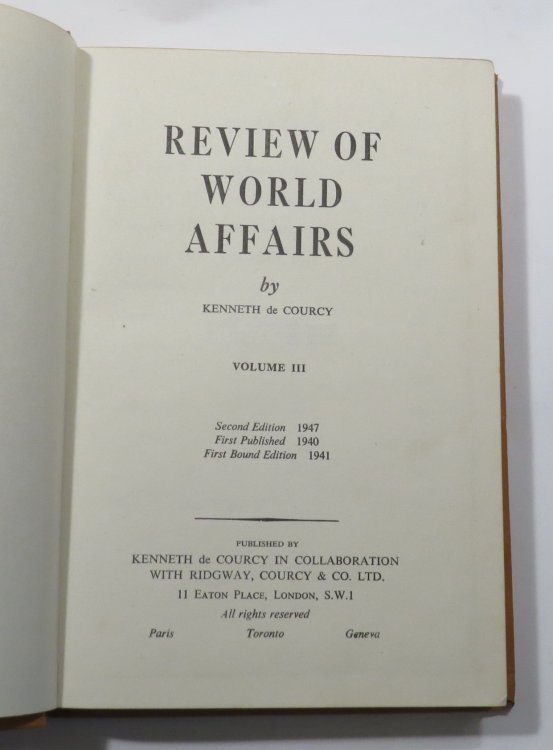 REVIEW OF
WORLD
AFFAIRS
by
KENNETH de COURCY
VOLUME III
Second Edition 1947
First Published 1940
First Bound Edition 1941
PUBLISHED BY
KENNETH de COURCY IN COLLABORATION
WITH RIDGWAY, COURCY & CO. LTD.
11 EATON PLACE, LONDON, S.W.1
All rights reserved
Paris Toronto Geneva